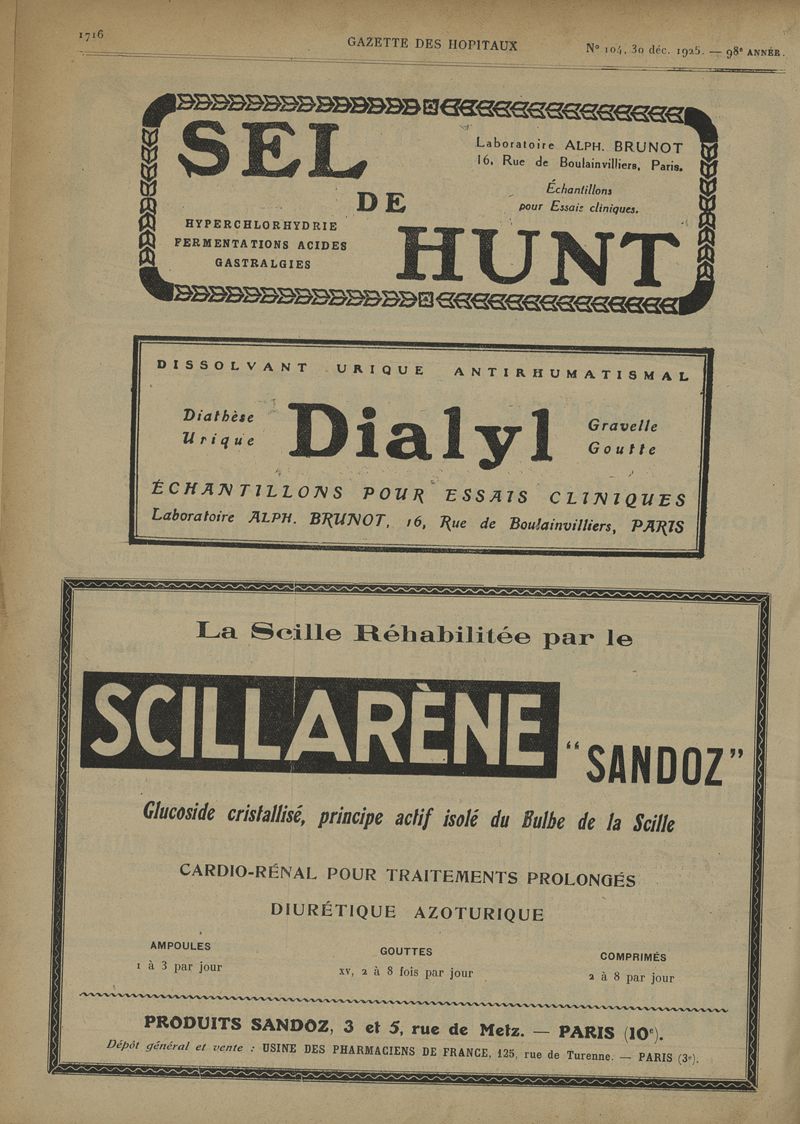 1716
GAZETTE DES HOPITAUX
Nº 104, 30 déc. 1925. — 98e ANNÉE.
SEL
DE
HUNT
Laboratoire ALPH. BRUNOT
16, Rue de Boulainvilliers, Paris.
Échantillons
pour Essais cliniques.
HYPERCHLORHYDRIE
FERMENTATIONS ACIDES
GASTRALGIES
DISSOLVANT URIQUE ANTIRHUMATISMAL
Diathèse
Urique
Dialyl
Gravelle
Goutte
ÉCHANTILLONS POUR ESSAIS CLINIQUES
Laboratoire ALPH. BRUNOT, 16, Rue de Boulainvilliers, PARIS
La Scille Réhabilitée par le
SCILLARÈNE
"SANDOZ"
Glucoside cristallisé, principe actif isolé du Bulbe de la Scille
CARDIO-RÉNAL POUR TRAITEMENTS PROLONGÉS
DIURÉTIQUE AZOTURIQUE
AMPOULES
1 à 3 par jour
GOUTTES
XV, 2 à 8 fois par jour
COMPRIMÉS
2 à 8 par jour
PRODUITS SANDOZ, 3 et 5, rue de Metz. — PARIS (10e).
Dépôt général et vente : USINE DES PHARMACIENS DE FRANCE, 125, rue de Turenne. — PARIS (3e).